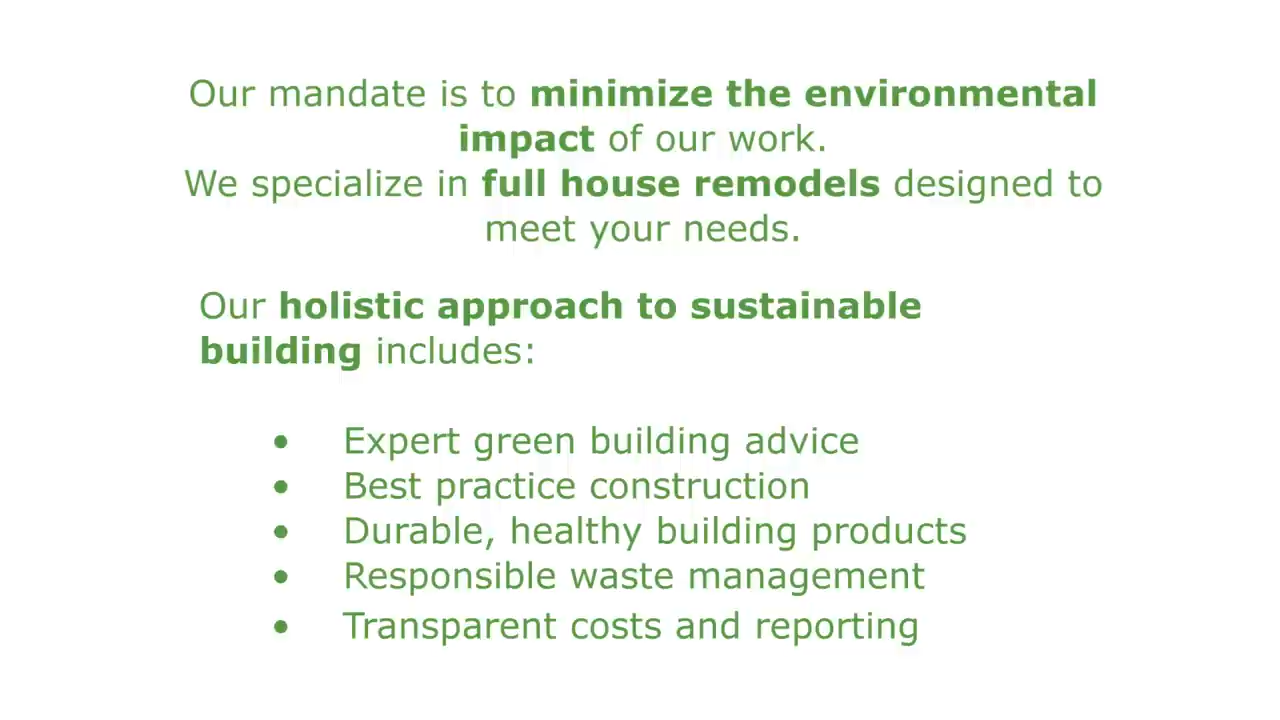 Our mandate is to minimize the environmental
impact of our work.
We specialize in full house remodels designed to
meet your needs.
Our holistic approach to sustainable
building includes:
• Expert green building advice
• Best practice construction
• Durable, healthy building products
• Responsible waste management
• Transparent costs and reporting